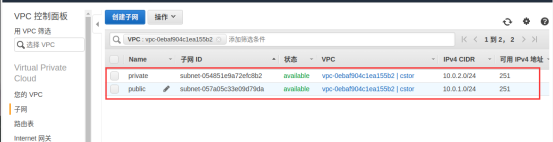 VPC 控制面板
用 VPC 筛选
选择 VPC
Virtual Private
Cloud
您的 VPC
子网
路由表
Internet 网关
创建子网 操作
VPC : vpc-0ebaf904c1ea155b2 添加筛选条件 1 到 2， 2
Name 子网 ID 状态 VPC IPv4 CIDR 可用 IPv4 地址
private subnet-054851e9a72efc8b2 available vpc-0ebaf904c1ea155b2 | cstor 10.0.2.0/24 251
public subnet-057a05c33e09d79da available vpc-0ebaf904c1ea155b2 | cstor 10.0.1.0/24 251